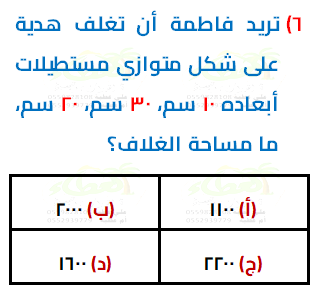 ٦) تريد فاطمة أن تغلف هدية
على شكل متوازي مستطيلات
أبعاده ١٠ سم، ٣٠ سم، ٢٠ سم،
ما مساحة الغلاف؟
(أ) ١١٠٠
(ب) ٢٠٠٠
(ج) ٢٢٠٠
(د) ١٦٠٠